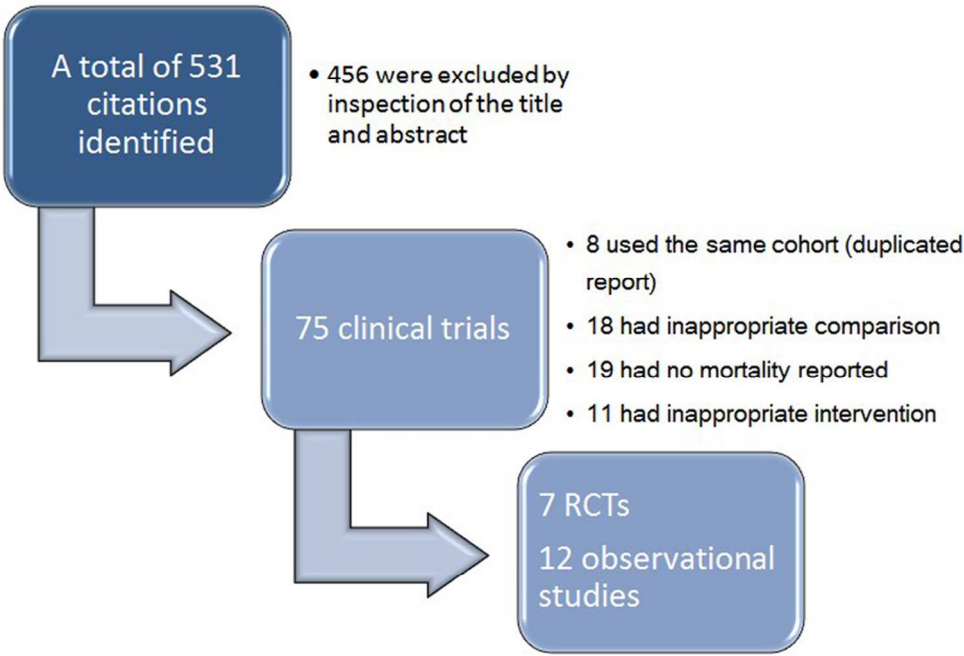 A total of 531
citations
identified
• 456 were excluded by
inspection of the title
and abstract
75 clinical trials
• 8 used the same cohort (duplicated
report)
• 18 had inappropriate comparison
• 19 had no mortality reported
• 11 had inappropriate intervention
7 RCTs
12 observational
studies